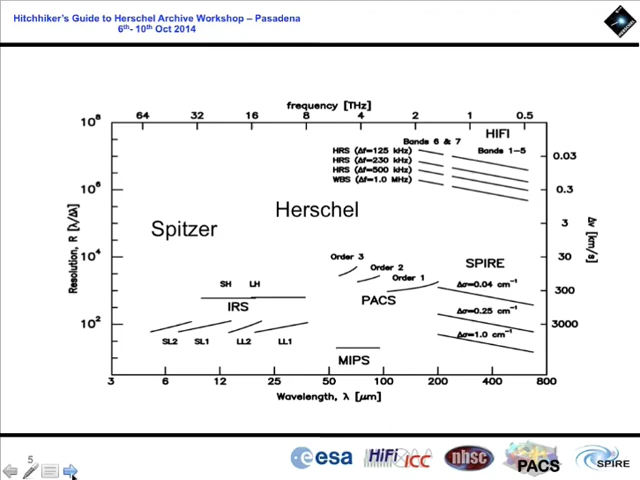 Hitchhiker's Guide to Herschel Archive Workshop – Pasadena
6th- 10th Oct 2014
frequency [THz]
64 32 16 8 4 2 1 0.5
10⁸
10⁶
10⁴
10²
Resolution, R [λ/Δλ]
HIFI
Bands 6 & 7
Bands 1-5
HRS (Δf=125 kHz)
HRS (Δf=230 kHz)
HRS (Δf=500 kHz)
WBS (Δf=1.0 MHz)
0.03
0.3
3
30
300
3000
Δv [km/s]
Herschel
Spitzer
Order 3
Order 2
Order 1
PACS
SPIRE
Δσ=0.04 cm⁻¹
Δσ=0.25 cm⁻¹
Δσ=1.0 cm⁻¹
SH LH
IRS
SL2 SL1 LL2 LL1
MIPS
3 6 12 25 50 100 200 400 800
Wavelength, λ [μm]
5
esa
HiFi ICC
nhsc
PACS
SPIRE